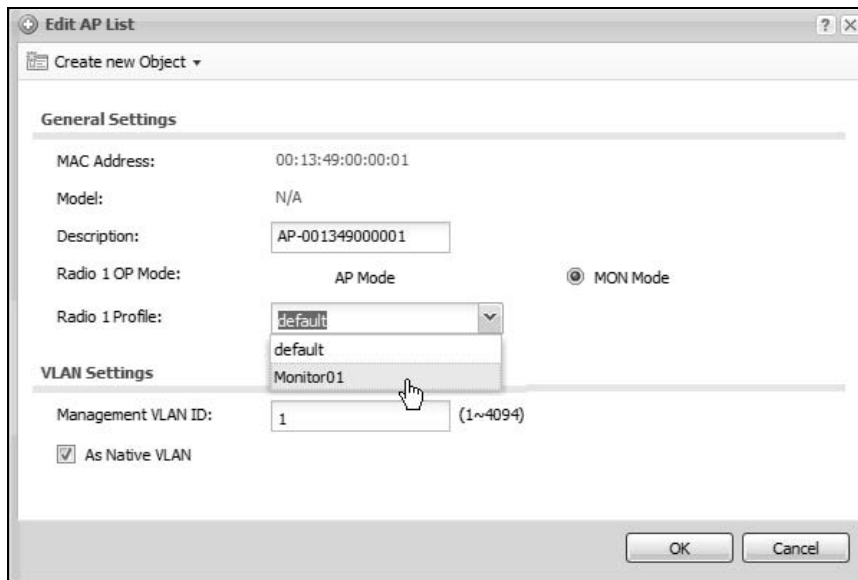 Edit AP List
Create new Object
General Settings
MAC Address: 00:13:49:00:00:01
Model: N/A
Description: AP-001349000001
Radio 1 OP Mode: AP Mode MON Mode
Radio 1 Profile: default
default
Monitor01
VLAN Settings
Management VLAN ID: 1 (1~4094)
As Native VLAN
OK Cancel